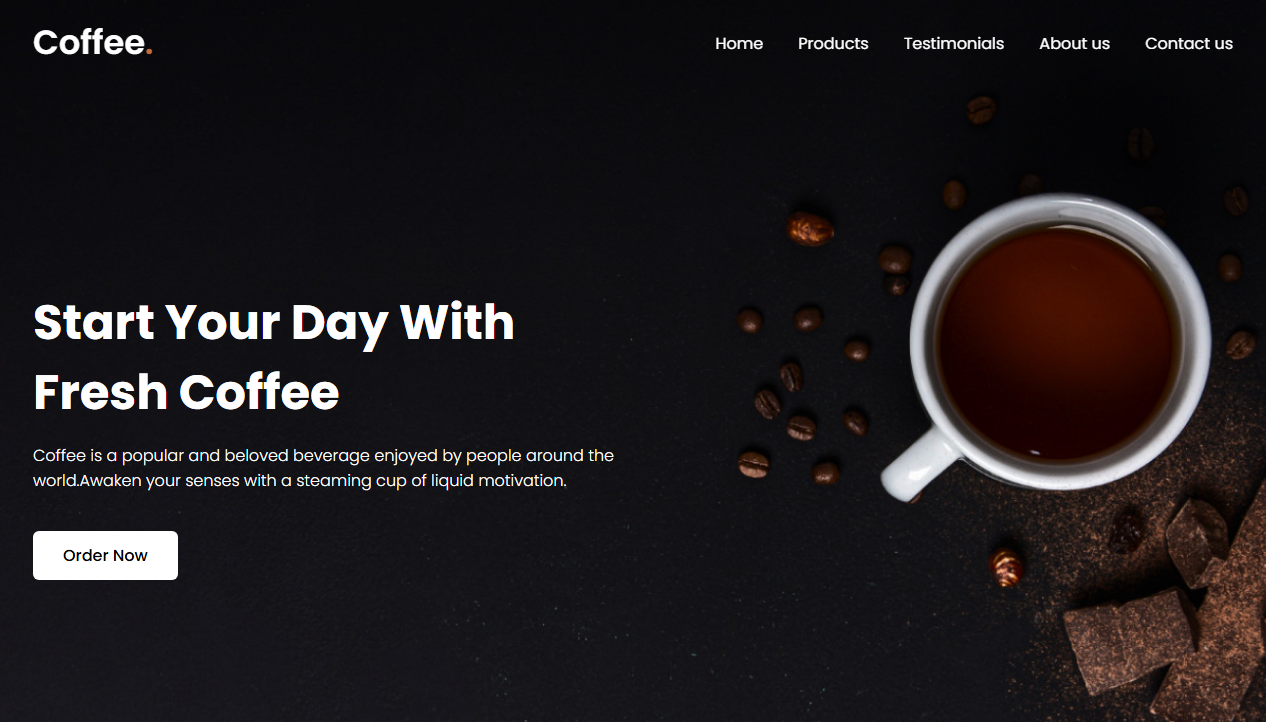 Coffee.
Home Products Testimonials About us Contact us
Start Your Day With
Fresh Coffee
Coffee is a popular and beloved beverage enjoyed by people around the
world.Awaken your senses with a steaming cup of liquid motivation.
Order Now